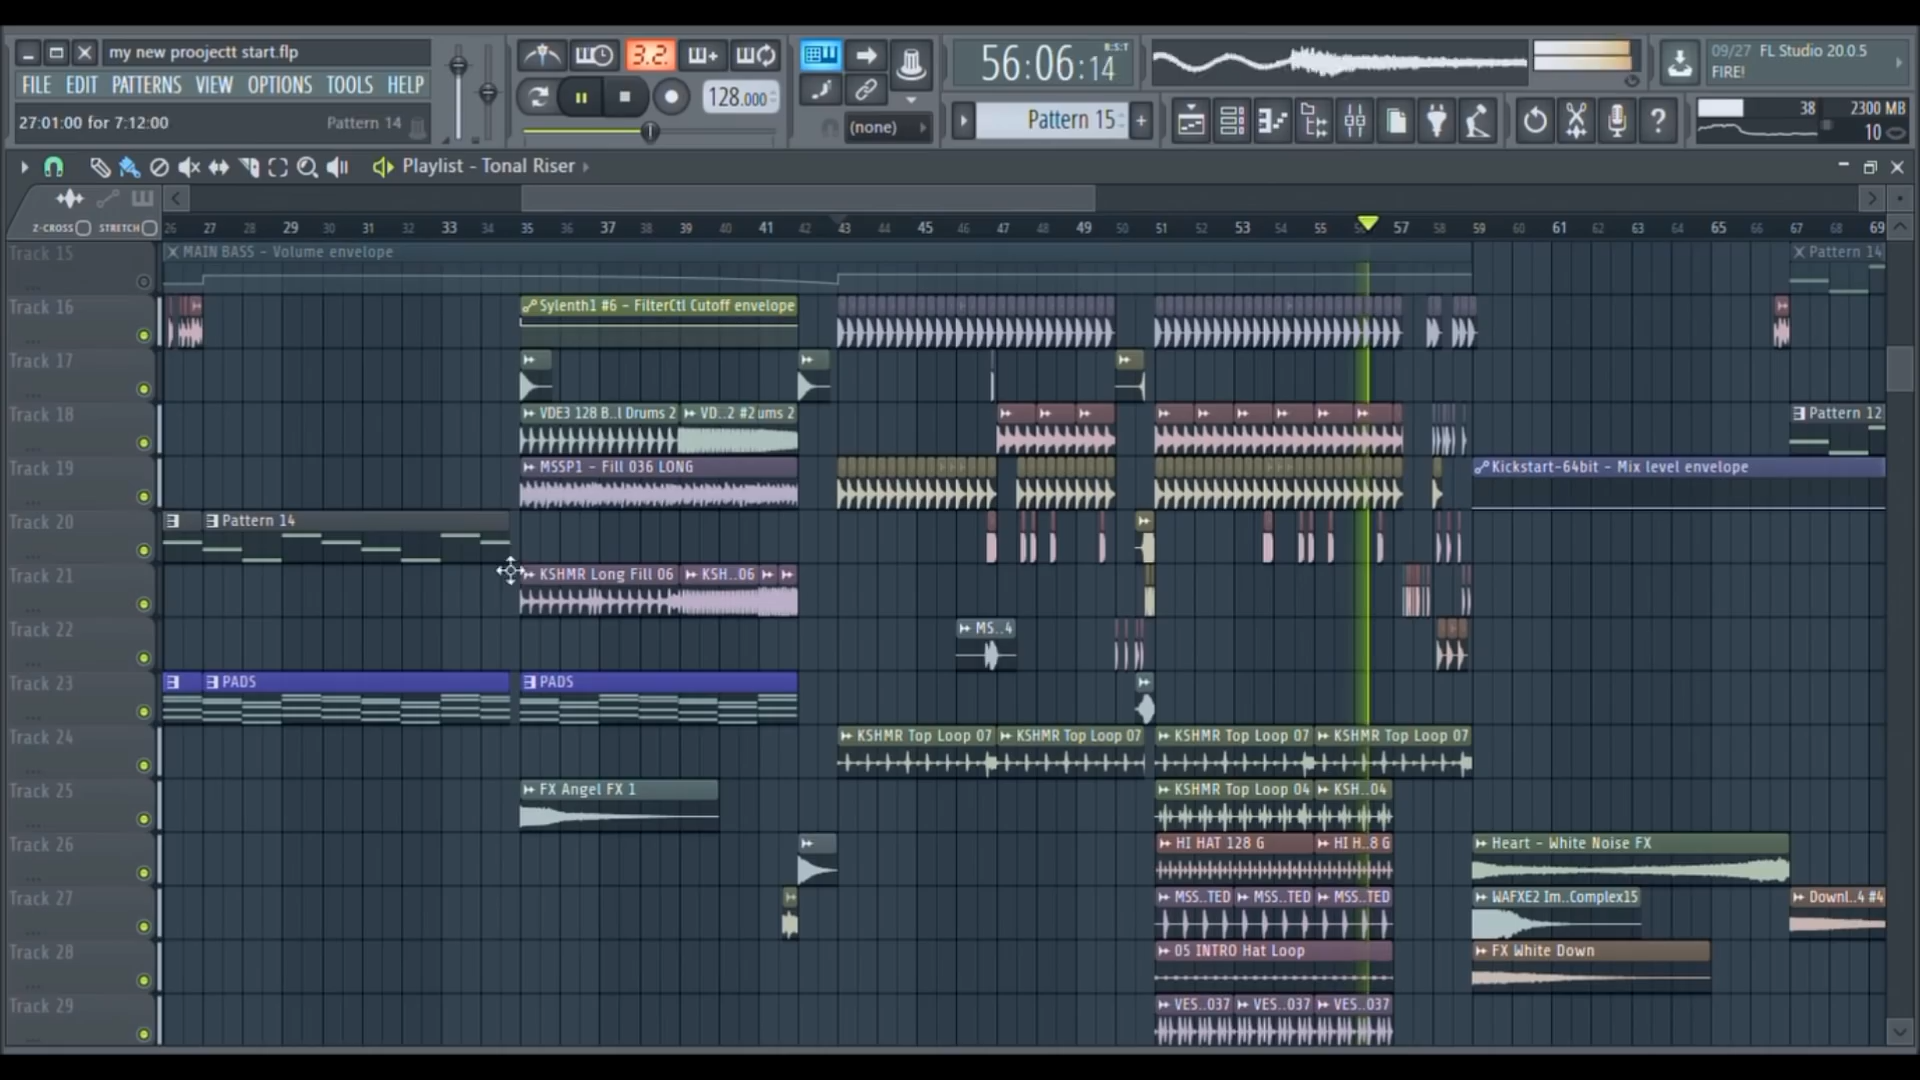 my new proojectt start.flp
FILE EDIT PATTERNS VIEW OPTIONS TOOLS HELP
27:01:00 for 7:12:00 Pattern 14
3.2.
128.000
(none)
56:06:14 B:S:T
Pattern 15
09/27 FL Studio 20.0.5
FIRE!
38 2300 MB
10
Playlist - Tonal Riser
Z-CROSS STRETCH
26 27 28 29 30 31 32 33 34 35 36 37 38 39 40 41 42 43 44 45 46 47 48 49 50 51 52 53 54 55 57 58 59 60 61 62 63 64 65 66 67 68 69
Track 15 MAIN BASS - Volume envelope Pattern 14
Track 16 Sylenth1 #6 - FilterCtl Cutoff envelope
Track 17
Track 18 VDE3 128 B..l Drums 2 VD..2 #2ums 2 Pattern 12
Track 19 MSSP1 - Fill 036 LONG Kickstart-64bit - Mix level envelope
Track 20 Pattern 14
Track 21 KSHMR Long Fill 06 KSH..06
Track 22 MS..4
Track 23 PADS PADS
Track 24 KSHMR Top Loop 07 KSHMR Top Loop 07 KSHMR Top Loop 07 KSHMR Top Loop 07
Track 25 FX Angel FX 1 KSHMR Top Loop 04 KSH..04
Track 26 HI HAT 128 G HI H..8 G Heart - White Noise FX
Track 27 MSS..TED MSS..TED MSS..TED WAFXE2 Im..Complex15 Downl..4 #4
Track 28 05 INTRO Hat Loop FX White Down
Track 29 VES..037 VES..037 VES..037